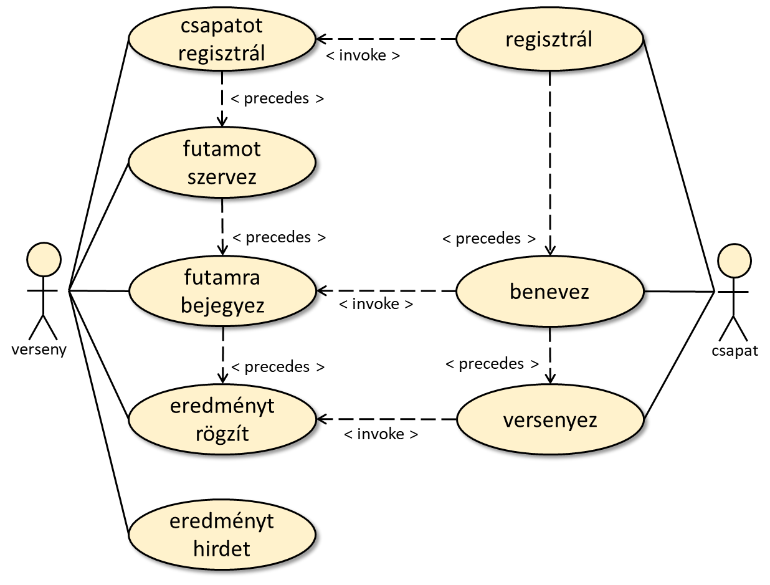 csapatot
regisztrál
regisztrál
< invoke >
< precedes >
futamot
szervez
< precedes >
< precedes >
futamra
bejegyez
benevez
< invoke >
verseny
csapat
< precedes >
< precedes >
eredményt
rögzít
versenyez
< invoke >
eredményt
hirdet